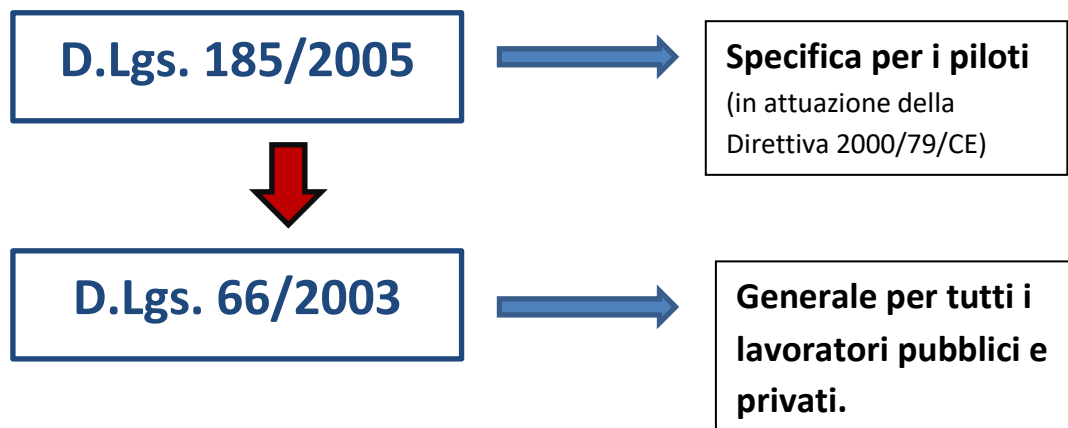 D.Lgs. 185/2005
Specifica per i piloti
(in attuazione della
Direttiva 2000/79/CE)
D.Lgs. 66/2003
Generale per tutti i
lavoratori pubblici e
privati.